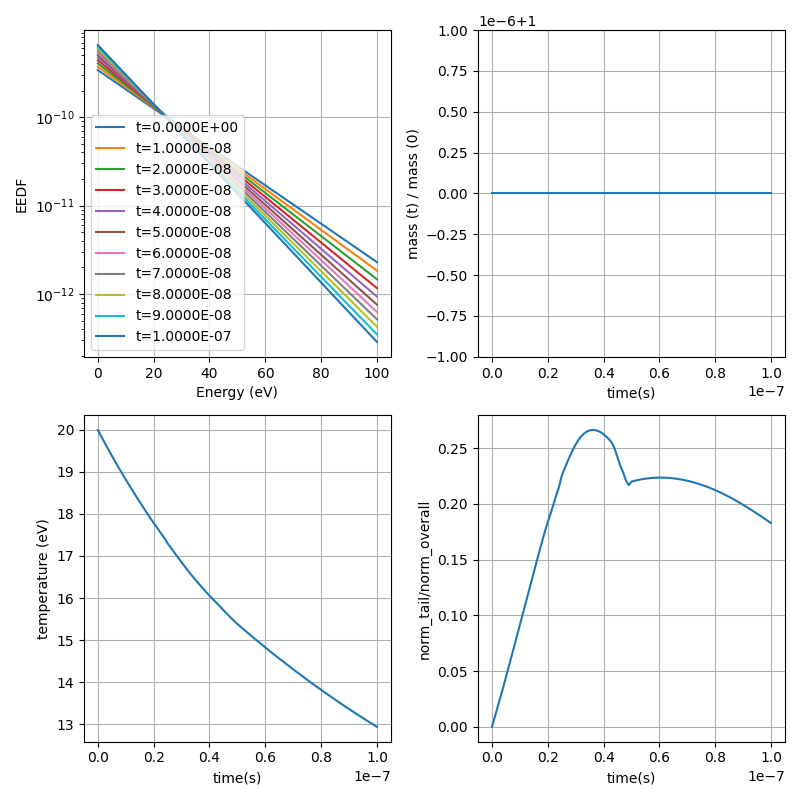 EEDF
10⁻¹⁰
10⁻¹¹
10⁻¹²
t=0.0000E+00
t=1.0000E-08
t=2.0000E-08
t=3.0000E-08
t=4.0000E-08
t=5.0000E-08
t=6.0000E-08
t=7.0000E-08
t=8.0000E-08
t=9.0000E-08
t=1.0000E-07
0 20 40 60 80 100
Energy (eV)
1e−6+1
mass (t) / mass (0)
1.00
0.75
0.50
0.25
0.00
−0.25
−0.50
−0.75
−1.00
0.0 0.2 0.4 0.6 0.8 1.0
1e−7
time(s)
temperature (eV)
20
19
18
17
16
15
14
13
0.0 0.2 0.4 0.6 0.8 1.0
1e−7
time(s)
norm_tail/norm_overall
0.25
0.20
0.15
0.10
0.05
0.00
0.0 0.2 0.4 0.6 0.8 1.0
1e−7
time(s)